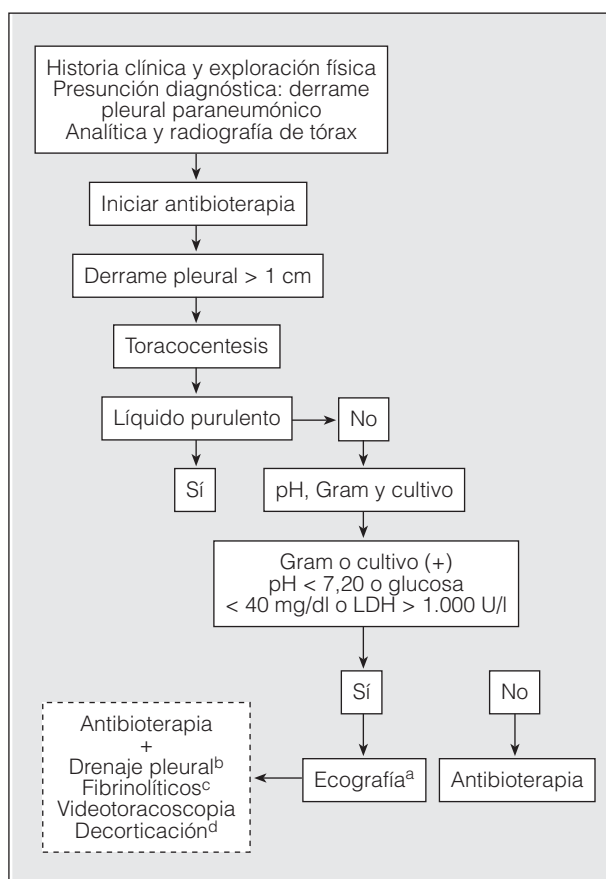 Historia clínica y exploración física
Presunción diagnóstica: derrame
pleural paraneumónico
Analítica y radiografía de tórax
Iniciar antibioterapia
Derrame pleural > 1 cm
Toracocentesis
Líquido purulento
No
Sí
pH, Gram y cultivo
Gram o cultivo (+)
pH < 7,20 o glucosa
< 40 mg/dl o LDH > 1.000 U/l
Sí
No
Antibioterapia
+
Drenaje pleuralᵇ
Fibrinolíticosᶜ
Videotoracoscopia
Decorticaciónᵈ
Ecografíaᵃ
Antibioterapia